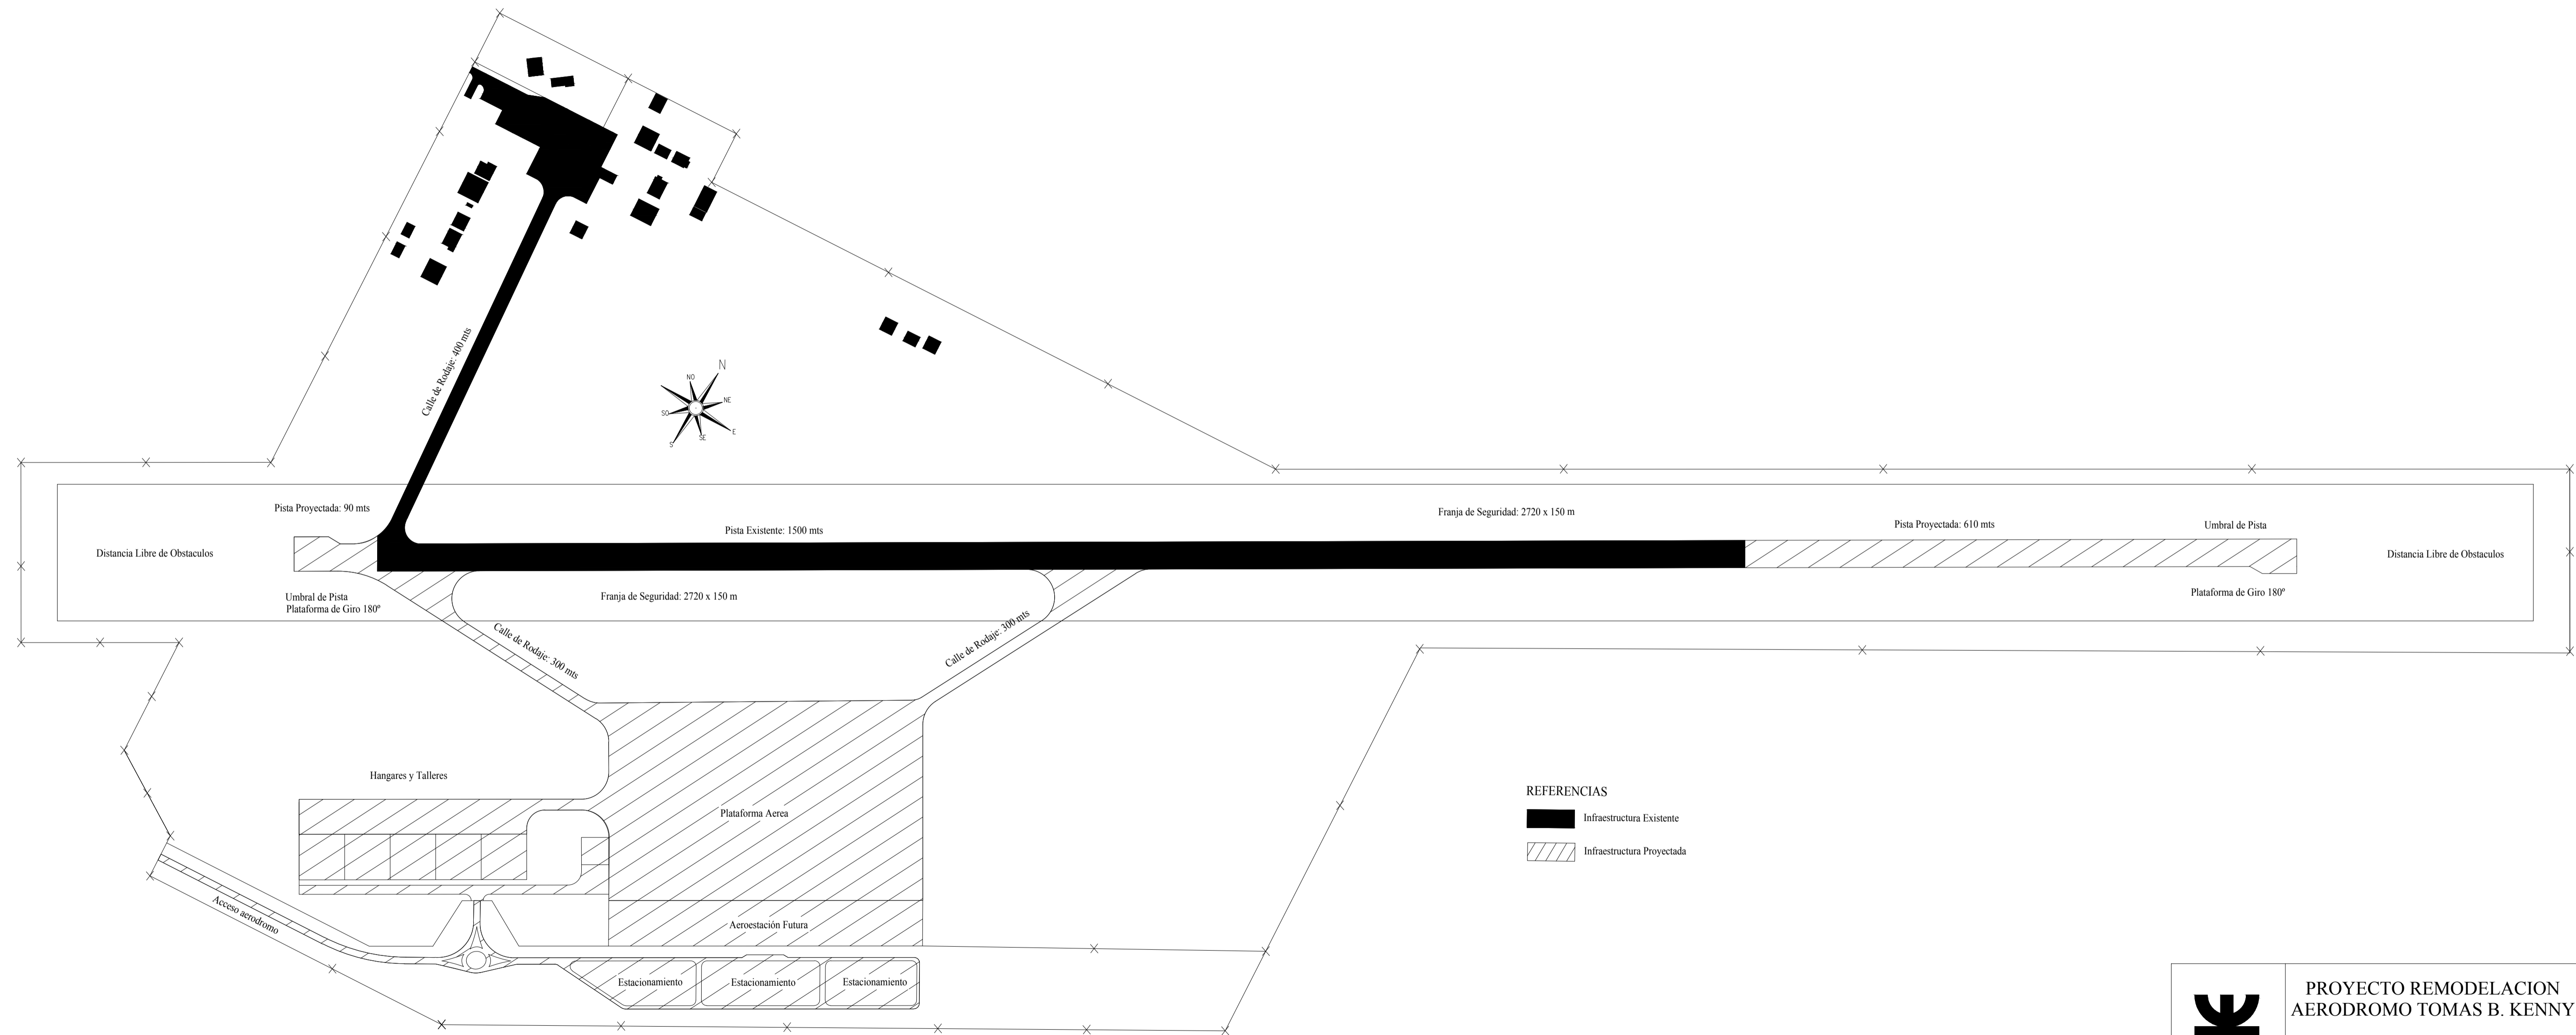 Calle de Rodaje: 400 mts
N
NO
NE
SO
E
SE
S
Pista Proyectada: 90 mts
Pista Existente: 1500 mts
Franja de Seguridad: 2720 x 150 m
Pista Proyectada: 610 mts
Umbral de Pista
Distancia Libre de Obstaculos
Distancia Libre de Obstaculos
Umbral de Pista
Plataforma de Giro 180º
Franja de Seguridad: 2720 x 150 m
Plataforma de Giro 180º
Calle de Rodaje: 300 mts
Calle de Rodaje: 300 mts
Hangares y Talleres
Plataforma Aerea
REFERENCIAS
Infraestructura Existente
Infraestructura Proyectada
Acceso aerodromo
Aeroestación Futura
Estacionamiento
Estacionamiento
Estacionamiento
PROYECTO REMODELACION
AERODROMO TOMAS B. KENNY